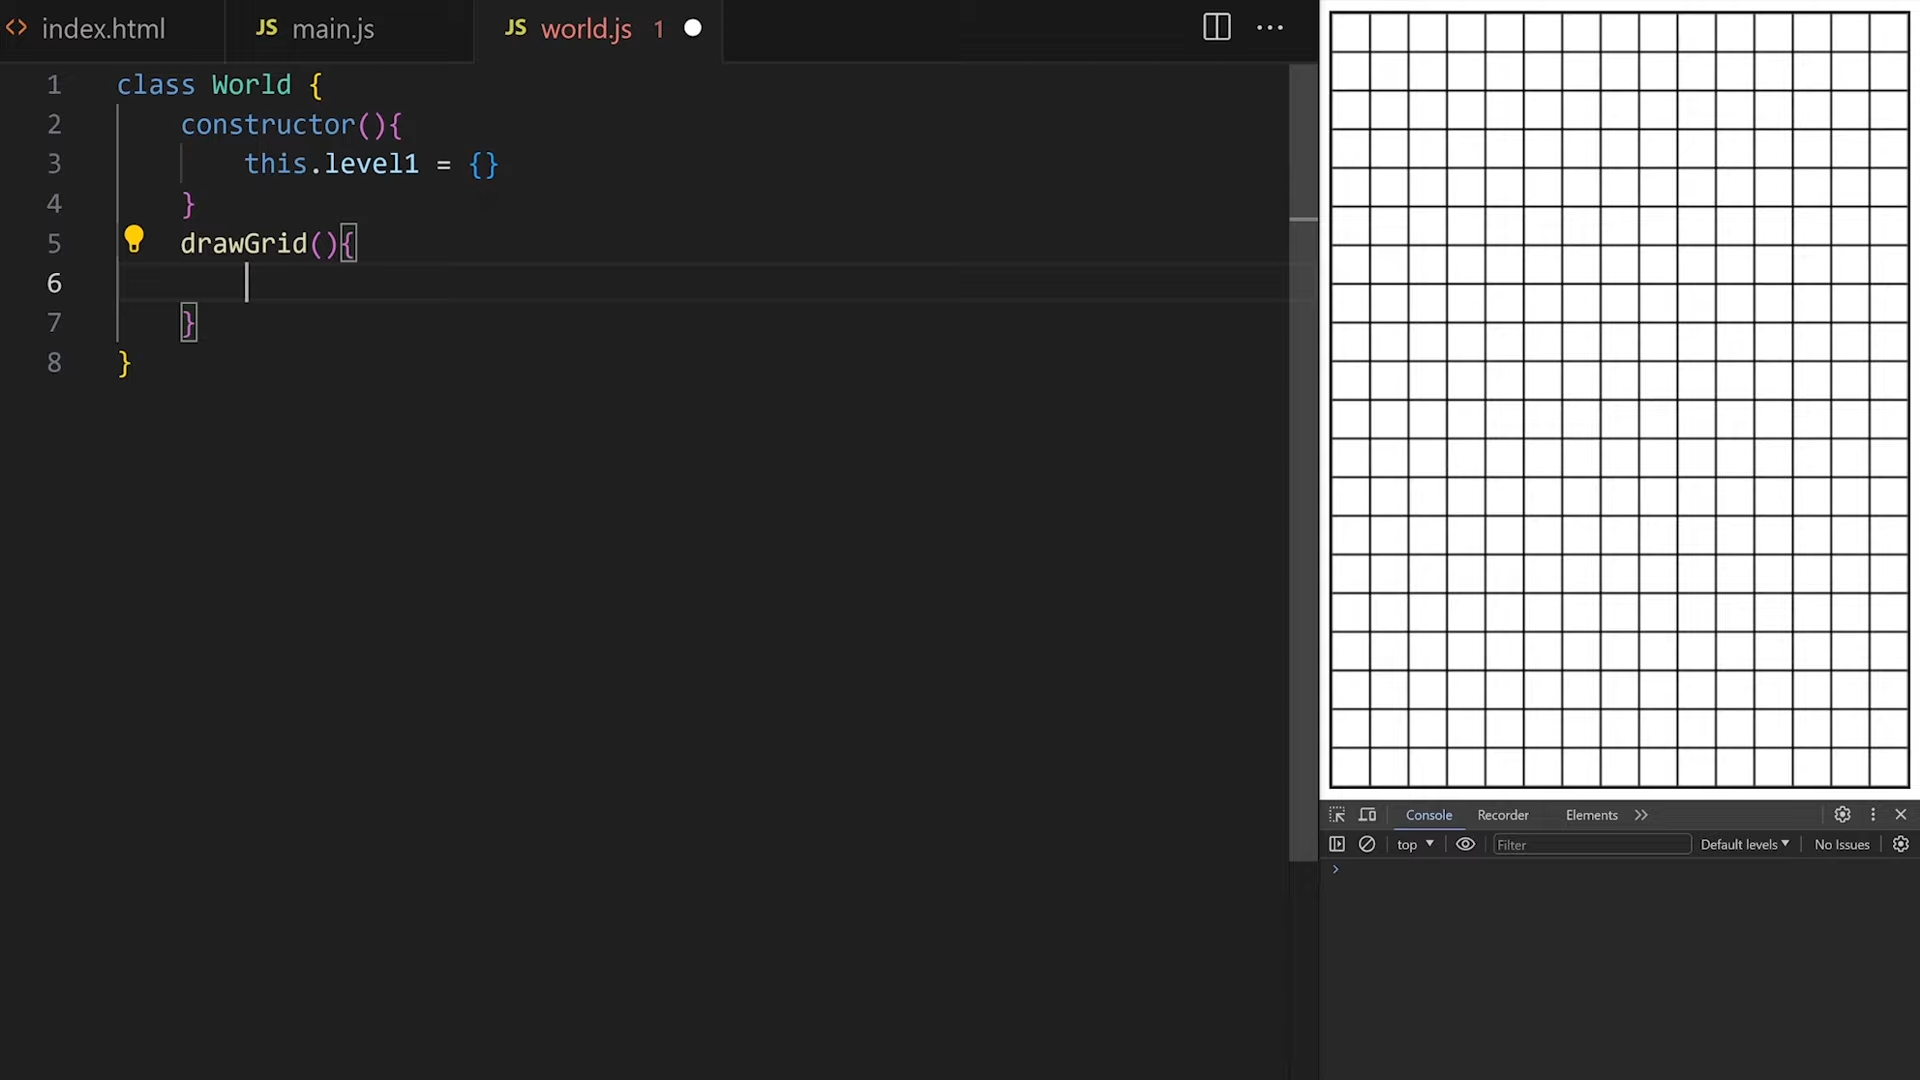 index.html
JS main.js
JS world.js 1
1 class World {
2 constructor(){
3 this.level1 = {}
4 }
5 drawGrid(){
6
7 }
8 }
Console Recorder Elements
top Filter Default levels No Issues